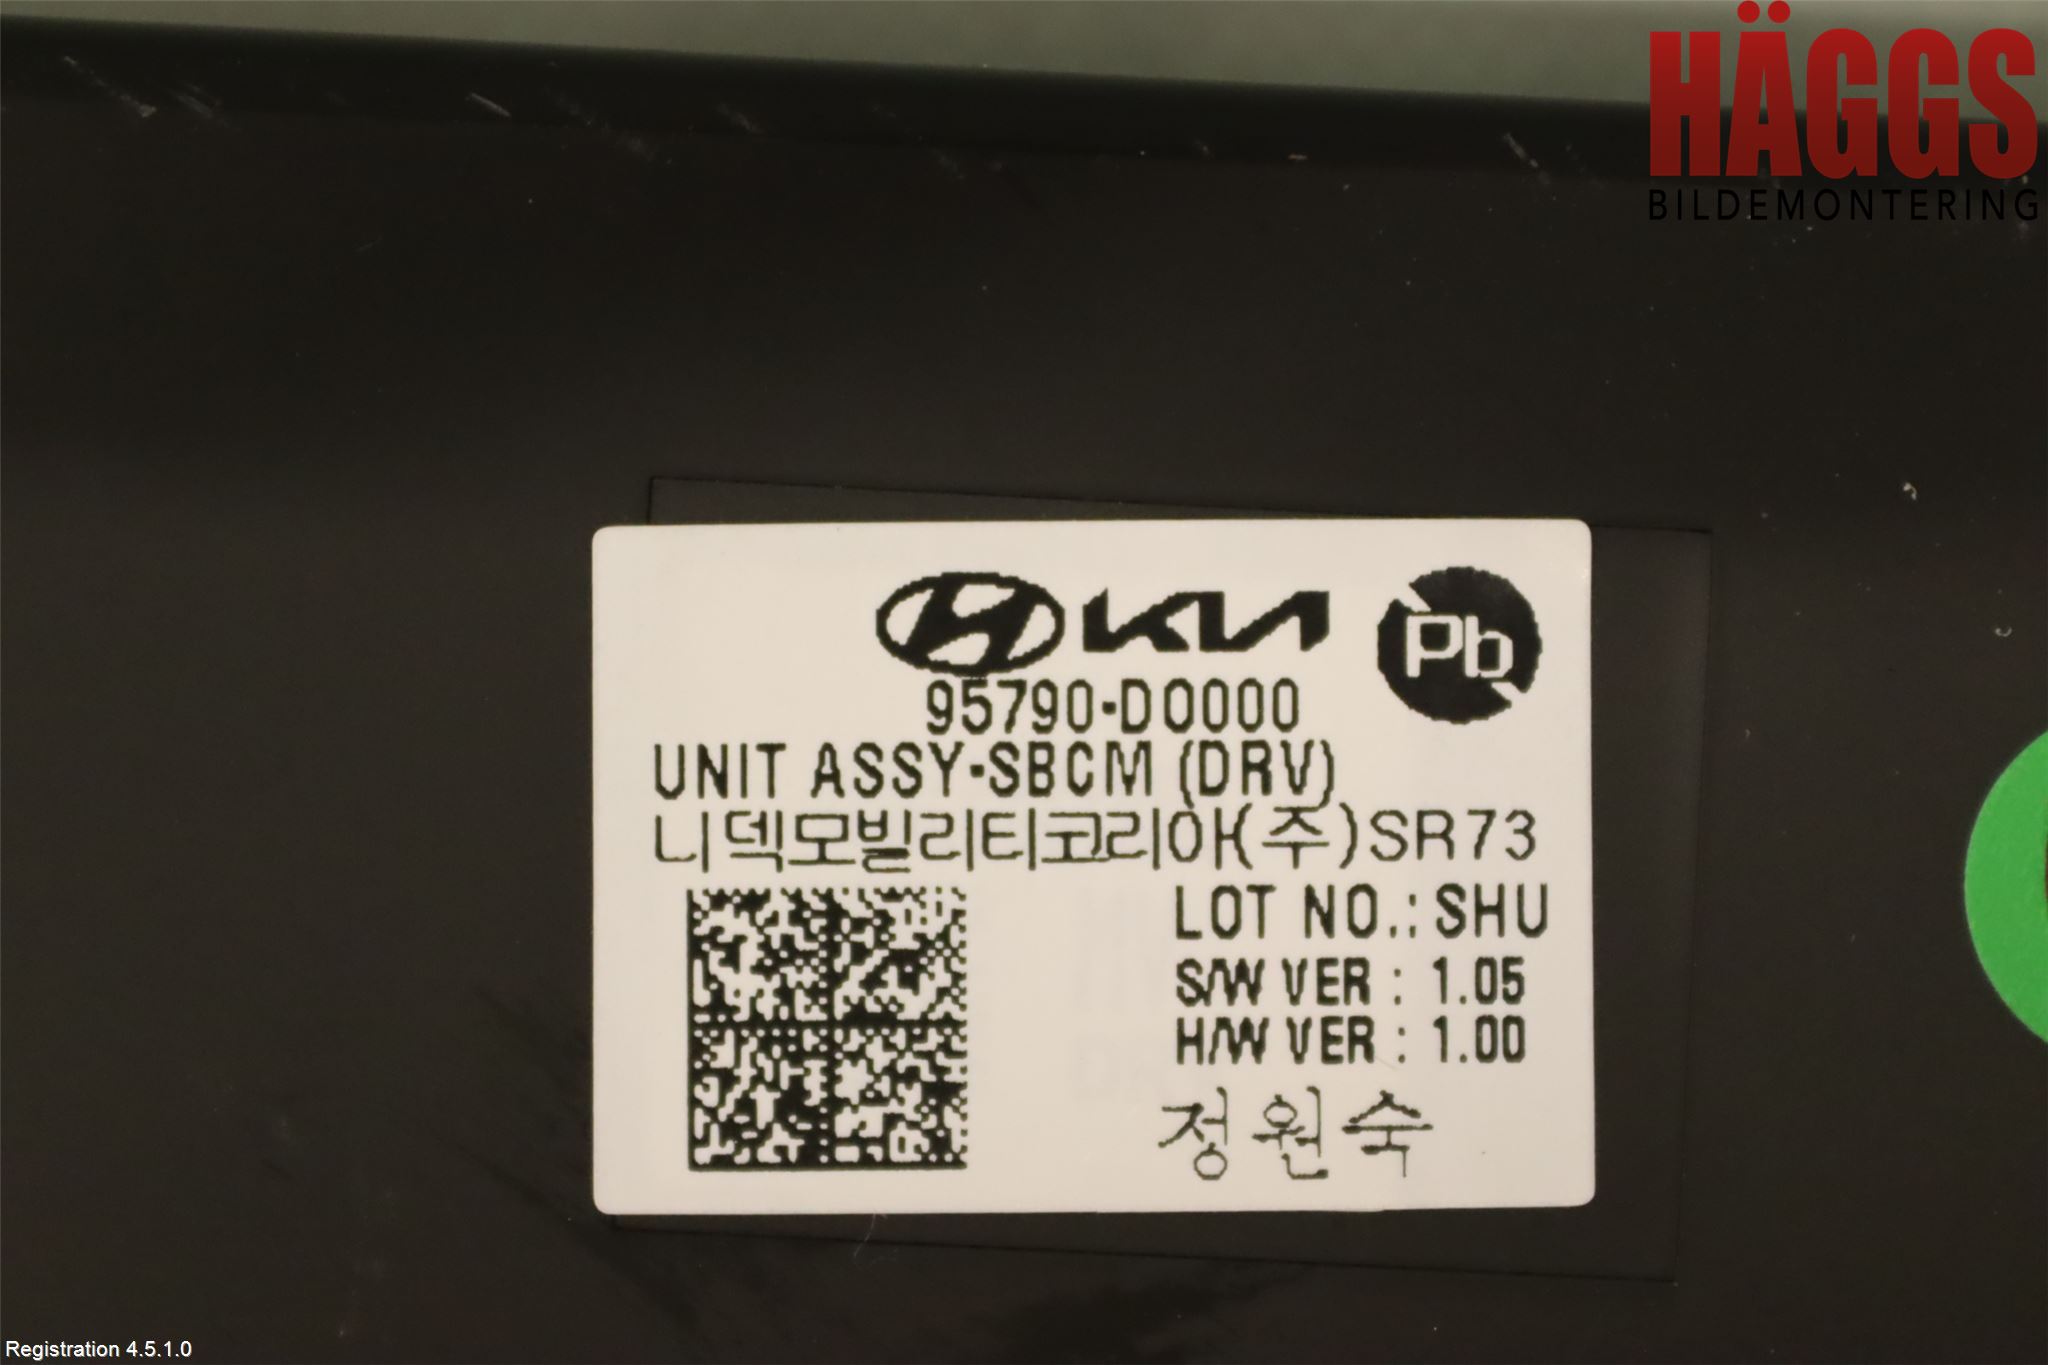 HÄGGS
BILDEMONTERING
KIA
Pb
95790-D0000
UNIT ASSY-SBCM (DRV)
니덱모빌리티코리아(주)SR73
LOT NO.: SHU
S/W VER : 1.05
H/W VER : 1.00
정원숙
Registration 4.5.1.0